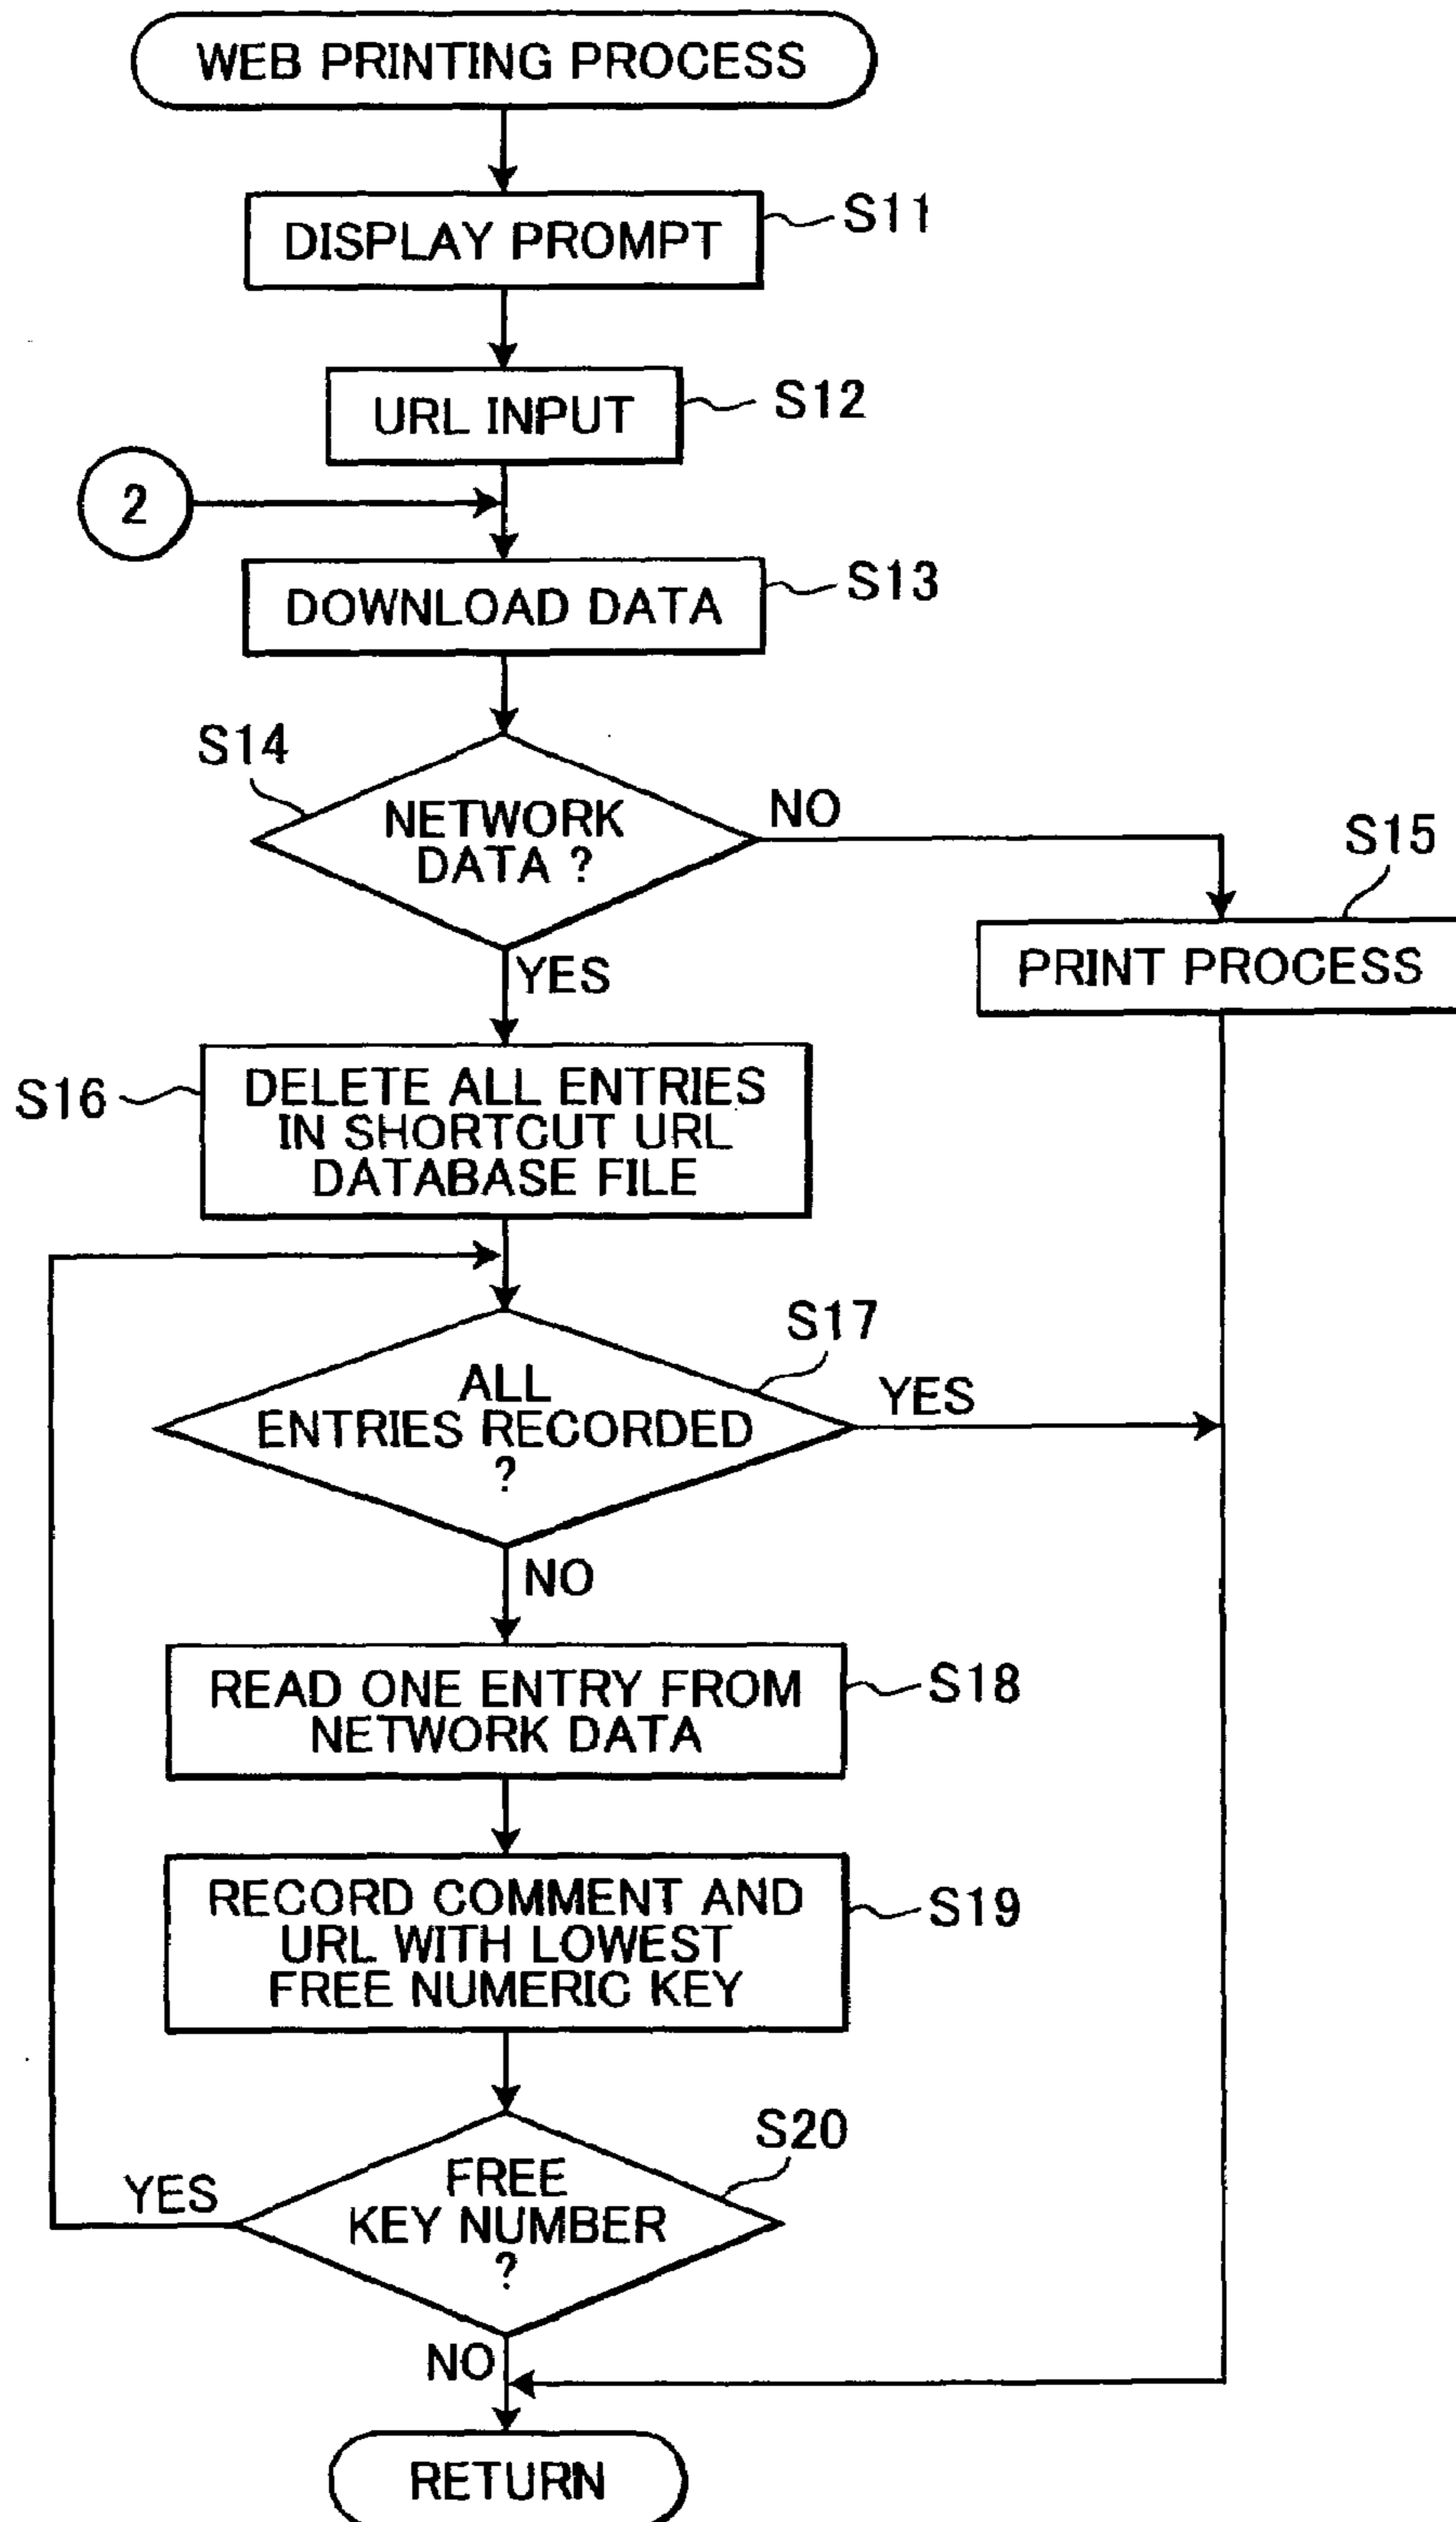 WEB PRINTING PROCESS
DISPLAY PROMPT
S11
URL INPUT
S12
2
DOWNLOAD DATA
S13
S14
NETWORK
DATA ?
NO
YES
S15
PRINT PROCESS
S16
DELETE ALL ENTRIES
IN SHORTCUT URL
DATABASE FILE
S17
ALL
ENTRIES RECORDED
?
YES
NO
READ ONE ENTRY FROM
NETWORK DATA
S18
RECORD COMMENT AND
URL WITH LOWEST
FREE NUMERIC KEY
S19
S20
FREE
KEY NUMBER
?
YES
NO
RETURN